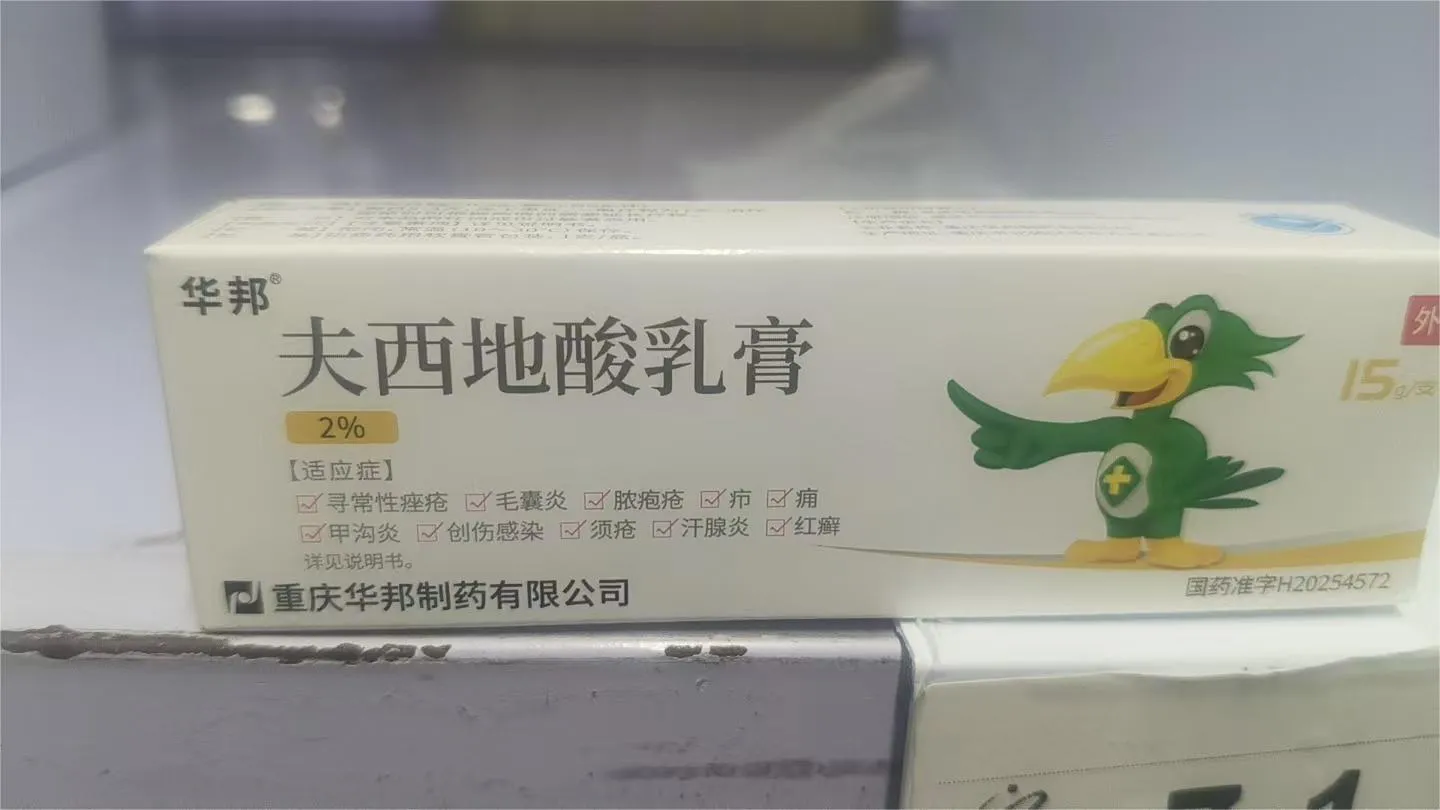 华邦®
夫西地酸乳膏
2%
【适应症】
☑寻常性痤疮 ☑毛囊炎 ☑脓疱疮 ☑疖 ☑痈
☑甲沟炎 ☑创伤感染 ☑须疮 ☑汗腺炎 ☑红癣
详见说明书。
重庆华邦制药有限公司
外
15g/支
国药准字H20254572